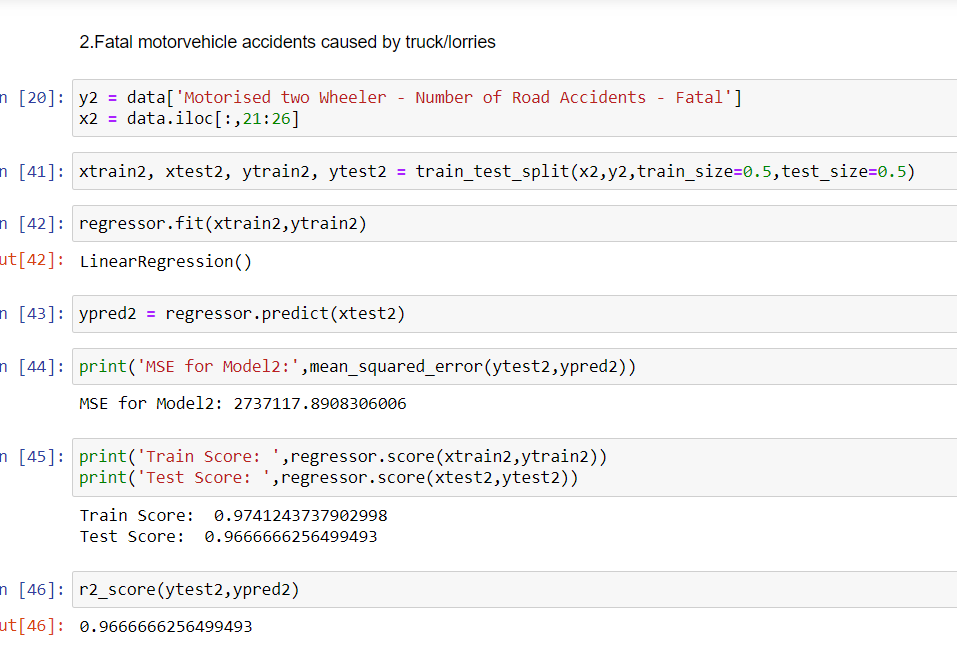 2.Fatal motorvehicle accidents caused by truck/lorries
n [20]: y2 = data['Motorised two Wheeler - Number of Road Accidents - Fatal']
x2 = data.iloc[:,21:26]
n [41]: xtrain2, xtest2, ytrain2, ytest2 = train_test_split(x2,y2,train_size=0.5,test_size=0.5)
n [42]: regressor.fit(xtrain2,ytrain2)
ut[42]: LinearRegression()
n [43]: ypred2 = regressor.predict(xtest2)
n [44]: print('MSE for Model2:',mean_squared_error(ytest2,ypred2))
MSE for Model2: 2737117.8908306006
n [45]: print('Train Score: ',regressor.score(xtrain2,ytrain2))
print('Test Score: ',regressor.score(xtest2,ytest2))
Train Score:  0.9741243737902998
Test Score:  0.9666666256499493
n [46]: r2_score(ytest2,ypred2)
ut[46]: 0.9666666256499493